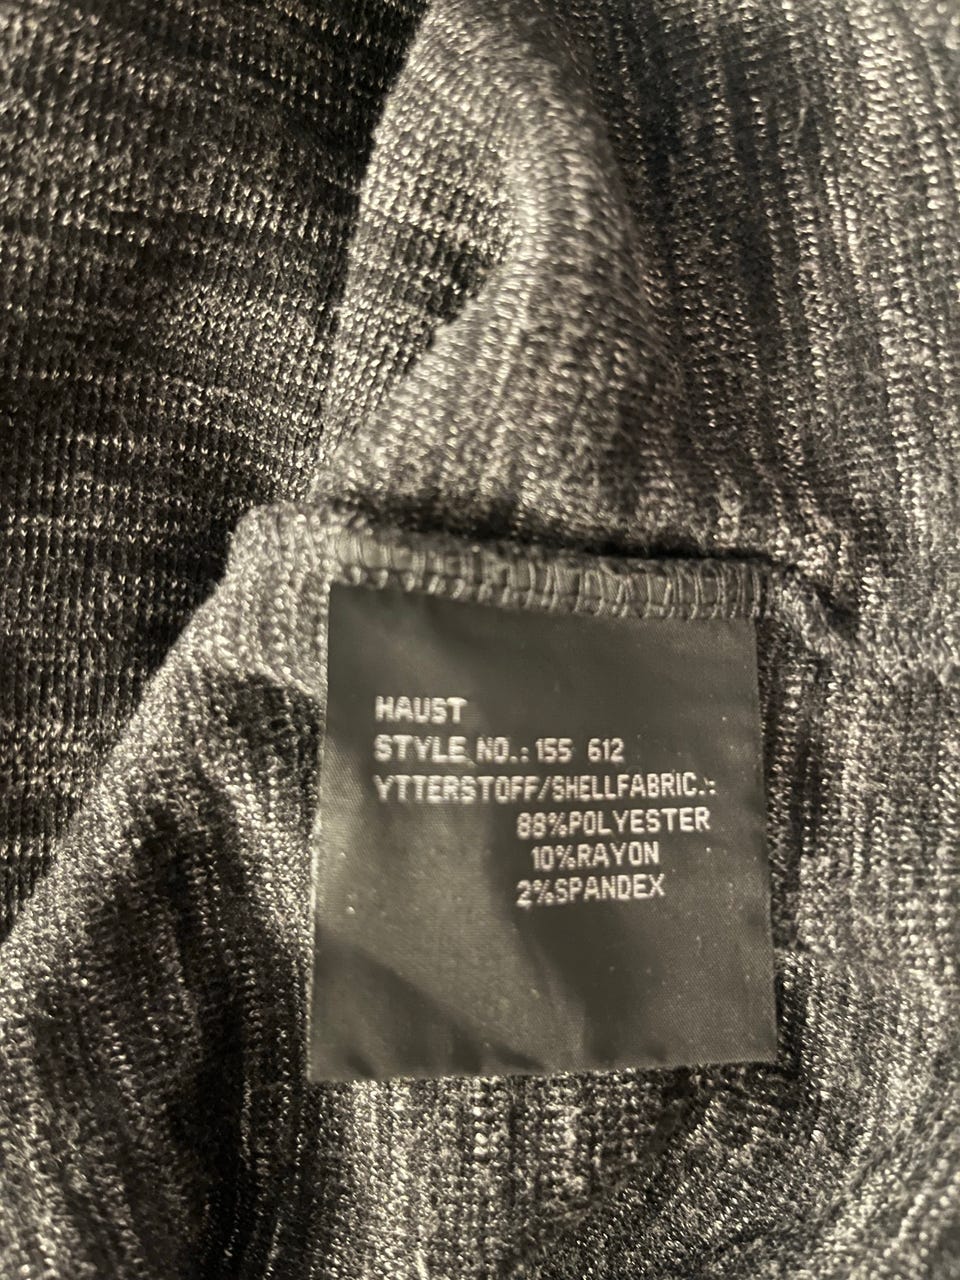 HAUST
STYLE NO.: 155 612
YTTERSTOFF/SHELLFABRIC.:
88%POLYESTER
10%RAYON
2%SPANDEX